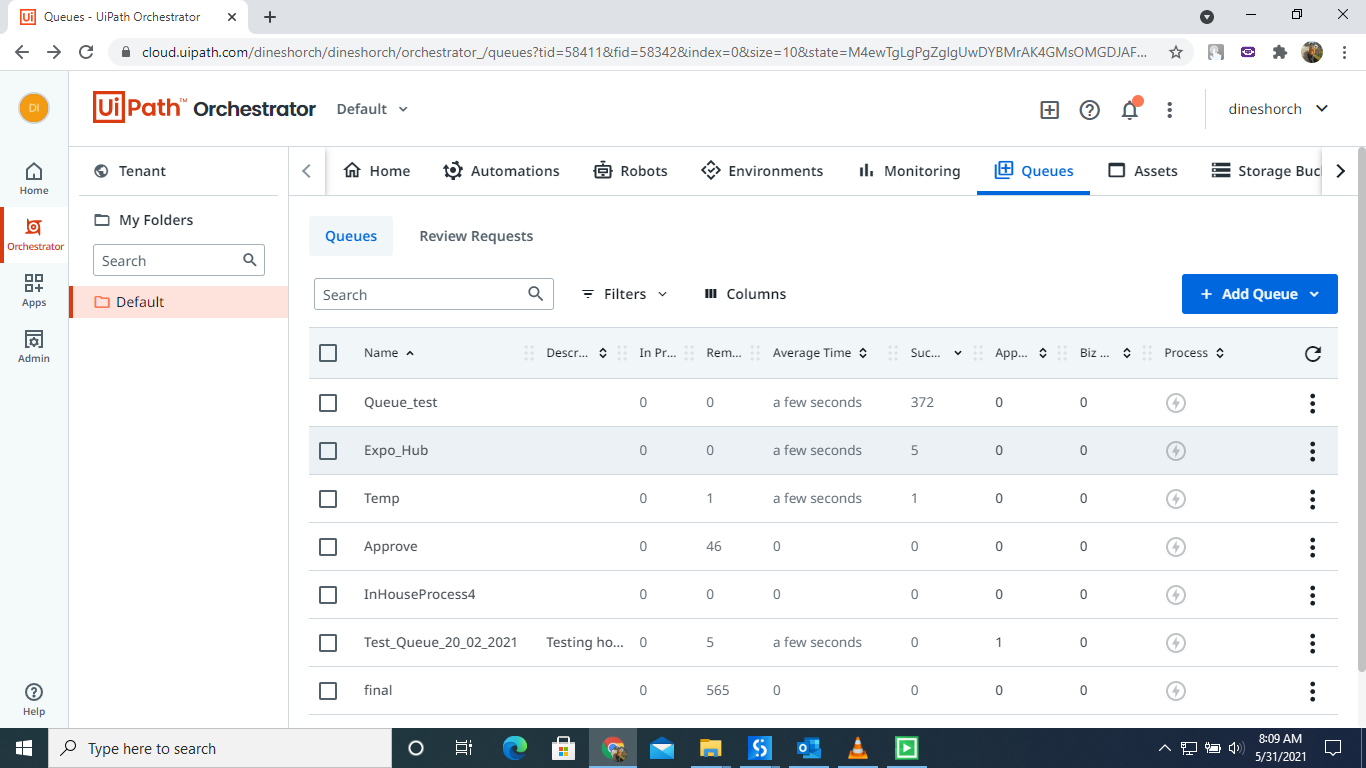 Queues - UiPath Orchestrator
cloud.uipath.com/dineshorch/dineshorch/orchestrator_/queues?tid=58411&fid=58342&index=0&size=10&state=M4ewTgLgPgZglgUwDYBMrAK4GMsOMGDJAF...
DI
UiPath™ Orchestrator
Default
dineshorch
Home
Orchestrator
Apps
Admin
Help
Tenant
My Folders
Search
Default
Home Automations Robots Environments Monitoring Queues Assets Storage Buc
Queues Review Requests
Search Filters Columns + Add Queue
Name Descr... In Pr... Rem... Average Time Suc... App... Biz ... Process
Queue_test 0 0 a few seconds 372 0 0
Expo_Hub 0 0 a few seconds 5 0 0
Temp 0 1 a few seconds 1 0 0
Approve 0 46 0 0 0 0
InHouseProcess4 0 0 0 0 0 0
Test_Queue_20_02_2021 Testing ho... 0 5 a few seconds 0 1 0
final 0 565 0 0 0 0
Type here to search
8:09 AM
5/31/2021